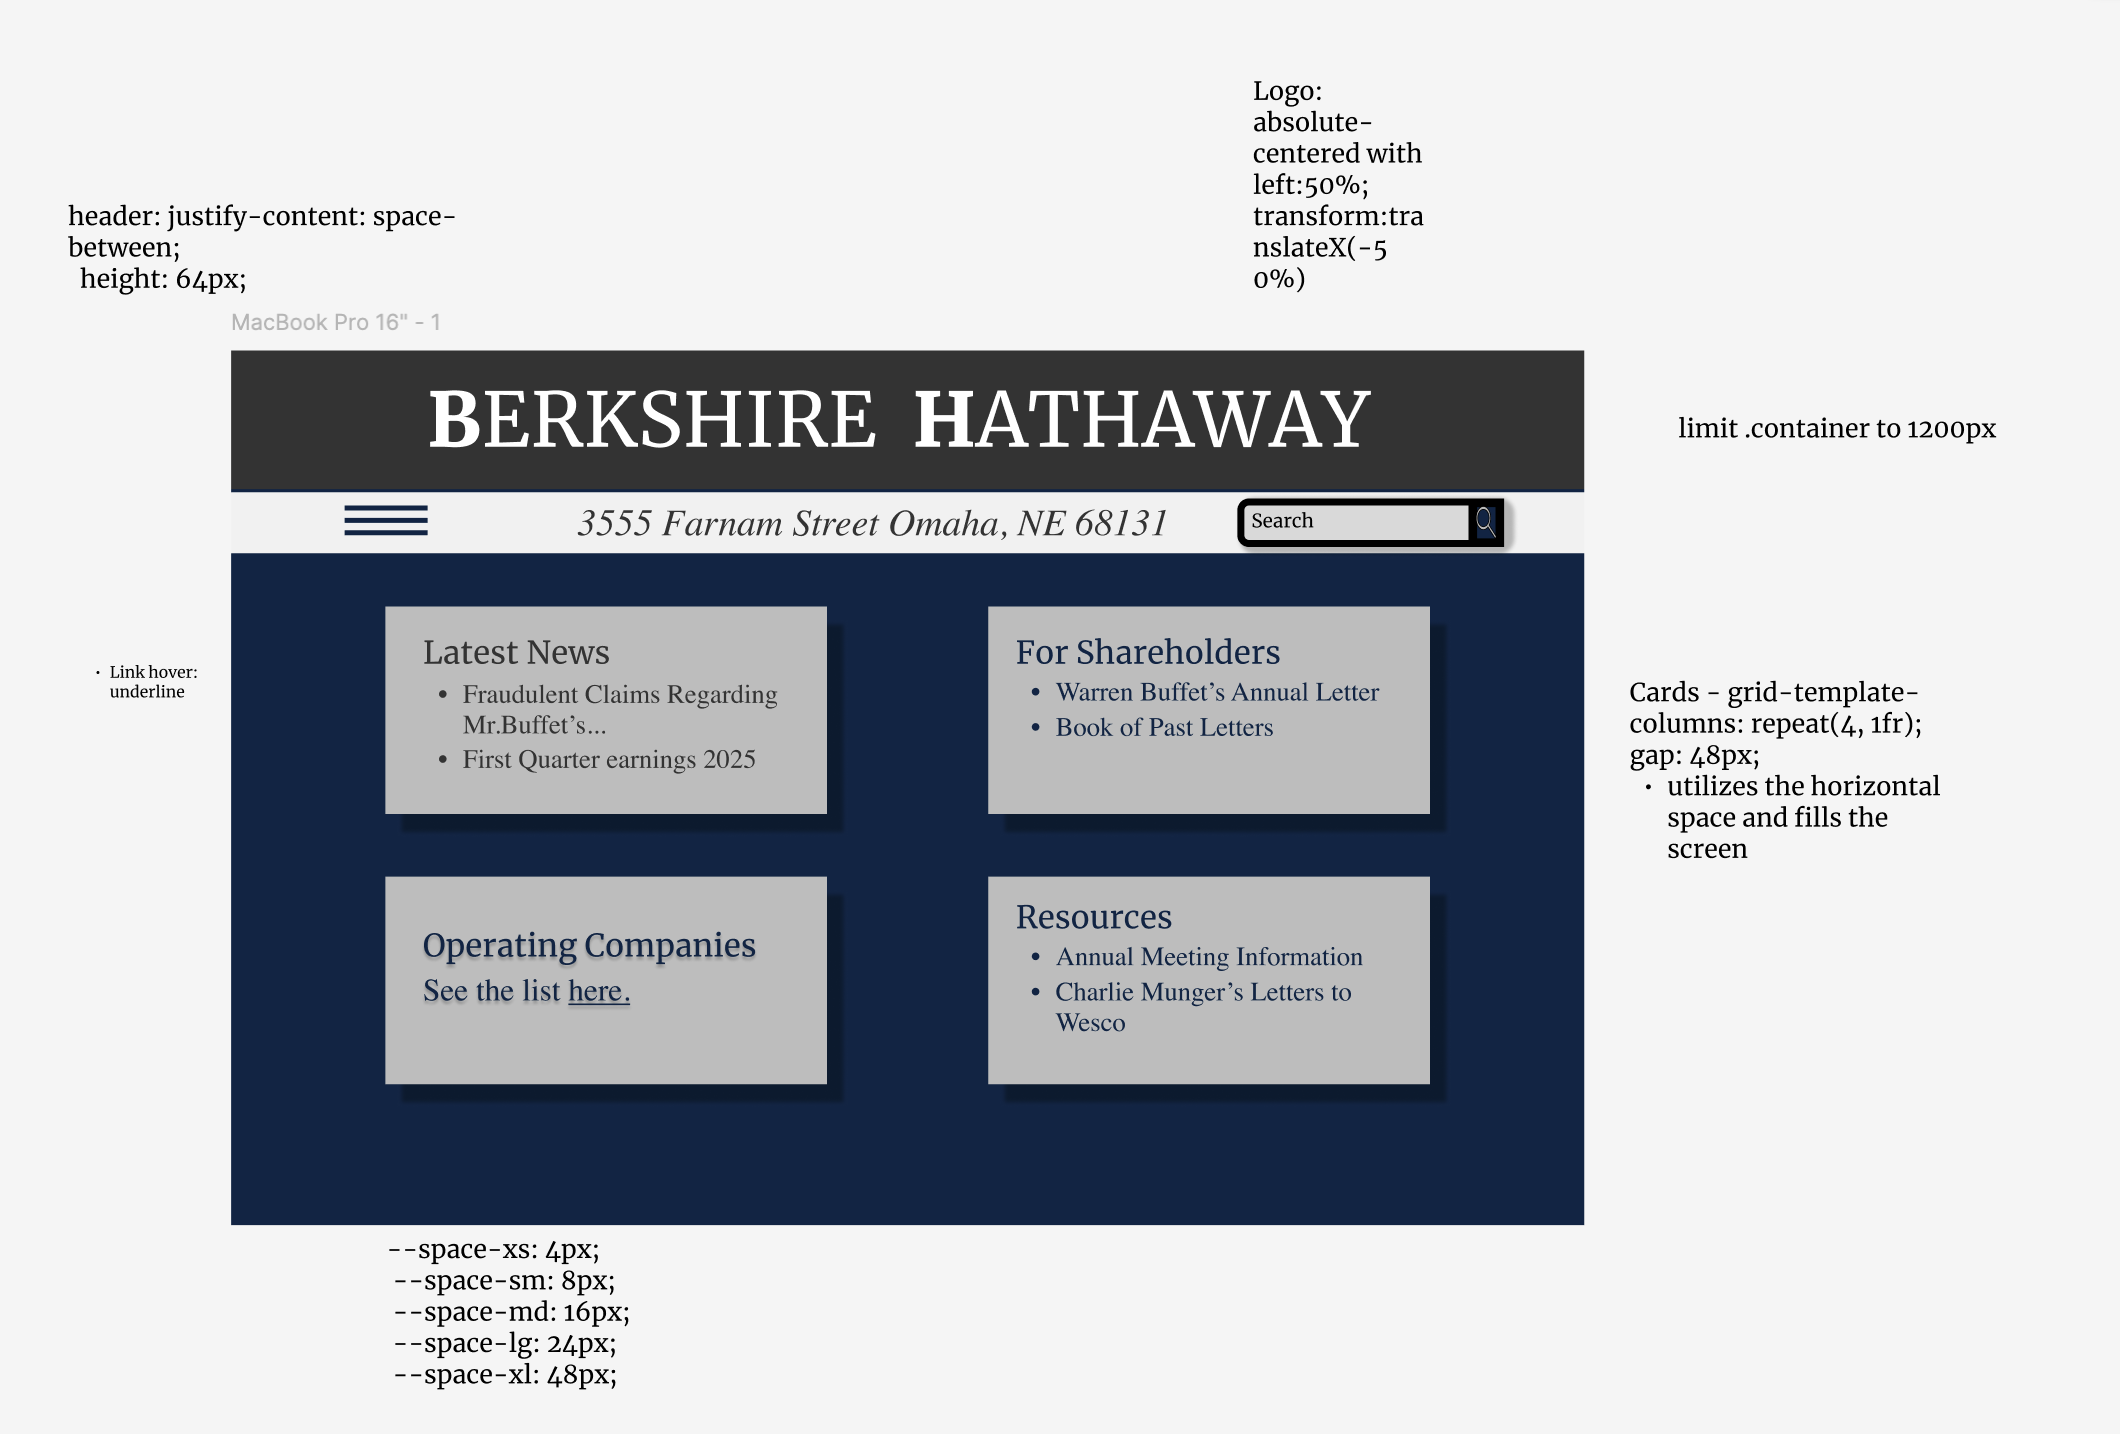 Logo:
absolute-
centered with
left:50%;
transform:tra
nslateX(-5
0%)
header: justify-content: space-
between;
height: 64px;
MacBook Pro 16" - 1
BERKSHIRE HATHAWAY
limit .container to 1200px
3555 Farnam Street Omaha, NE 68131
Search
Latest News
• Fraudulent Claims Regarding
Mr.Buffet’s...
• First Quarter earnings 2025
For Shareholders
• Warren Buffet’s Annual Letter
• Book of Past Letters
• Link hover:
underline
Cards - grid-template-
columns: repeat(4, 1fr);
gap: 48px;
• utilizes the horizontal
space and fills the
screen
Operating Companies
See the list here.
Resources
• Annual Meeting Information
• Charlie Munger’s Letters to
Wesco
--space-xs: 4px;
--space-sm: 8px;
--space-md: 16px;
--space-lg: 24px;
--space-xl: 48px;